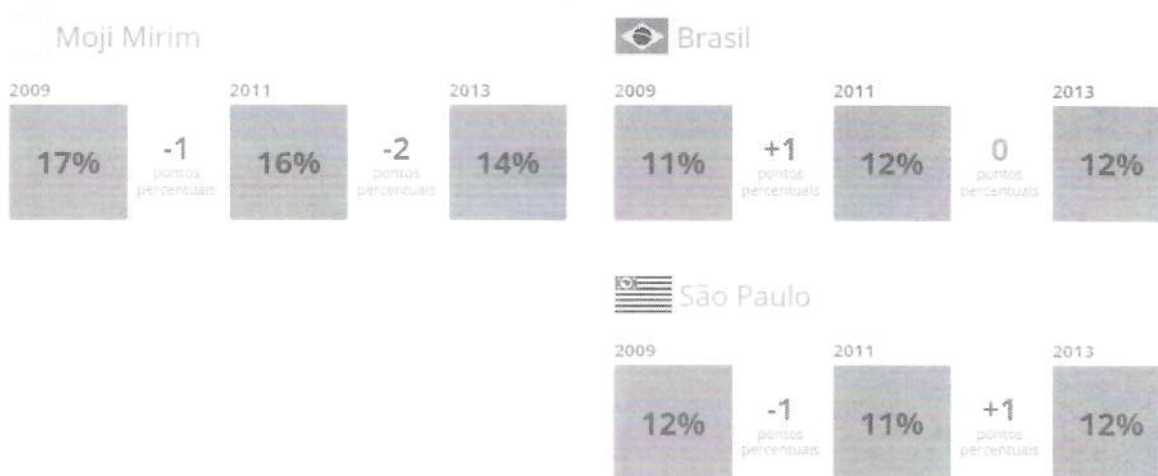 Moji Mirim
2009 2011 2013
17% -1 pontos percentuais 16% -2 pontos percentuais 14%
Brasil
2009 2011 2013
11% +1 pontos percentuais 12% 0 pontos percentuais 12%
São Paulo
2009 2011 2013
12% -1 pontos percentuais 11% +1 pontos percentuais 12%